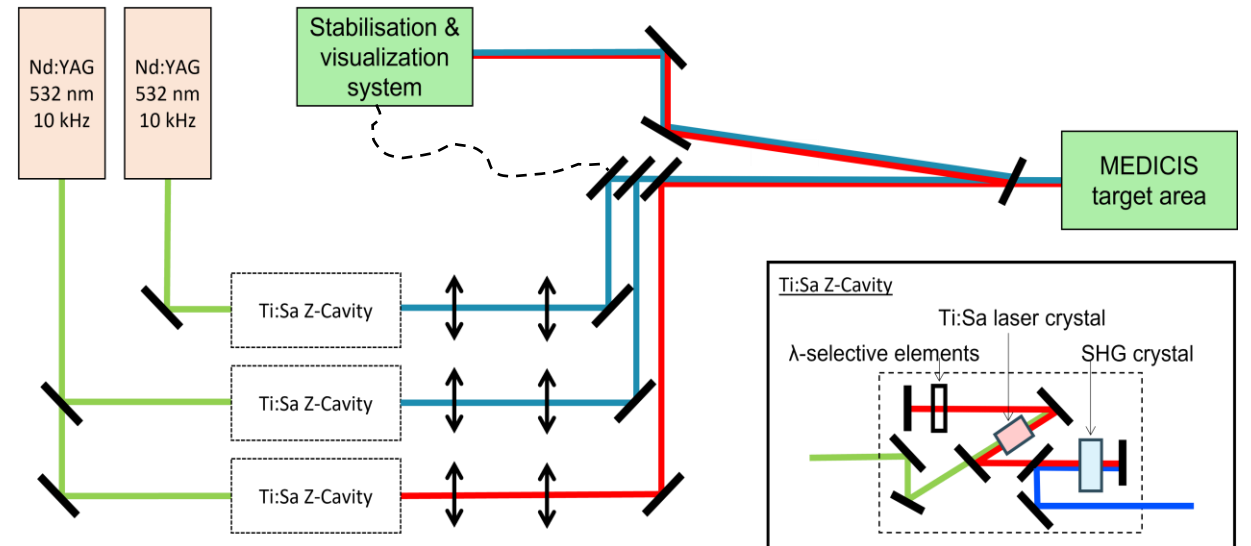 Nd:YAG
532 nm
10 kHz
Nd:YAG
532 nm
10 kHz
Stabilisation &
visualization
system
MEDICIS
target area
Ti:Sa Z-Cavity
Ti:Sa Z-Cavity
Ti:Sa Z-Cavity
Ti:Sa Z-Cavity
Ti:Sa laser crystal
λ-selective elements
SHG crystal